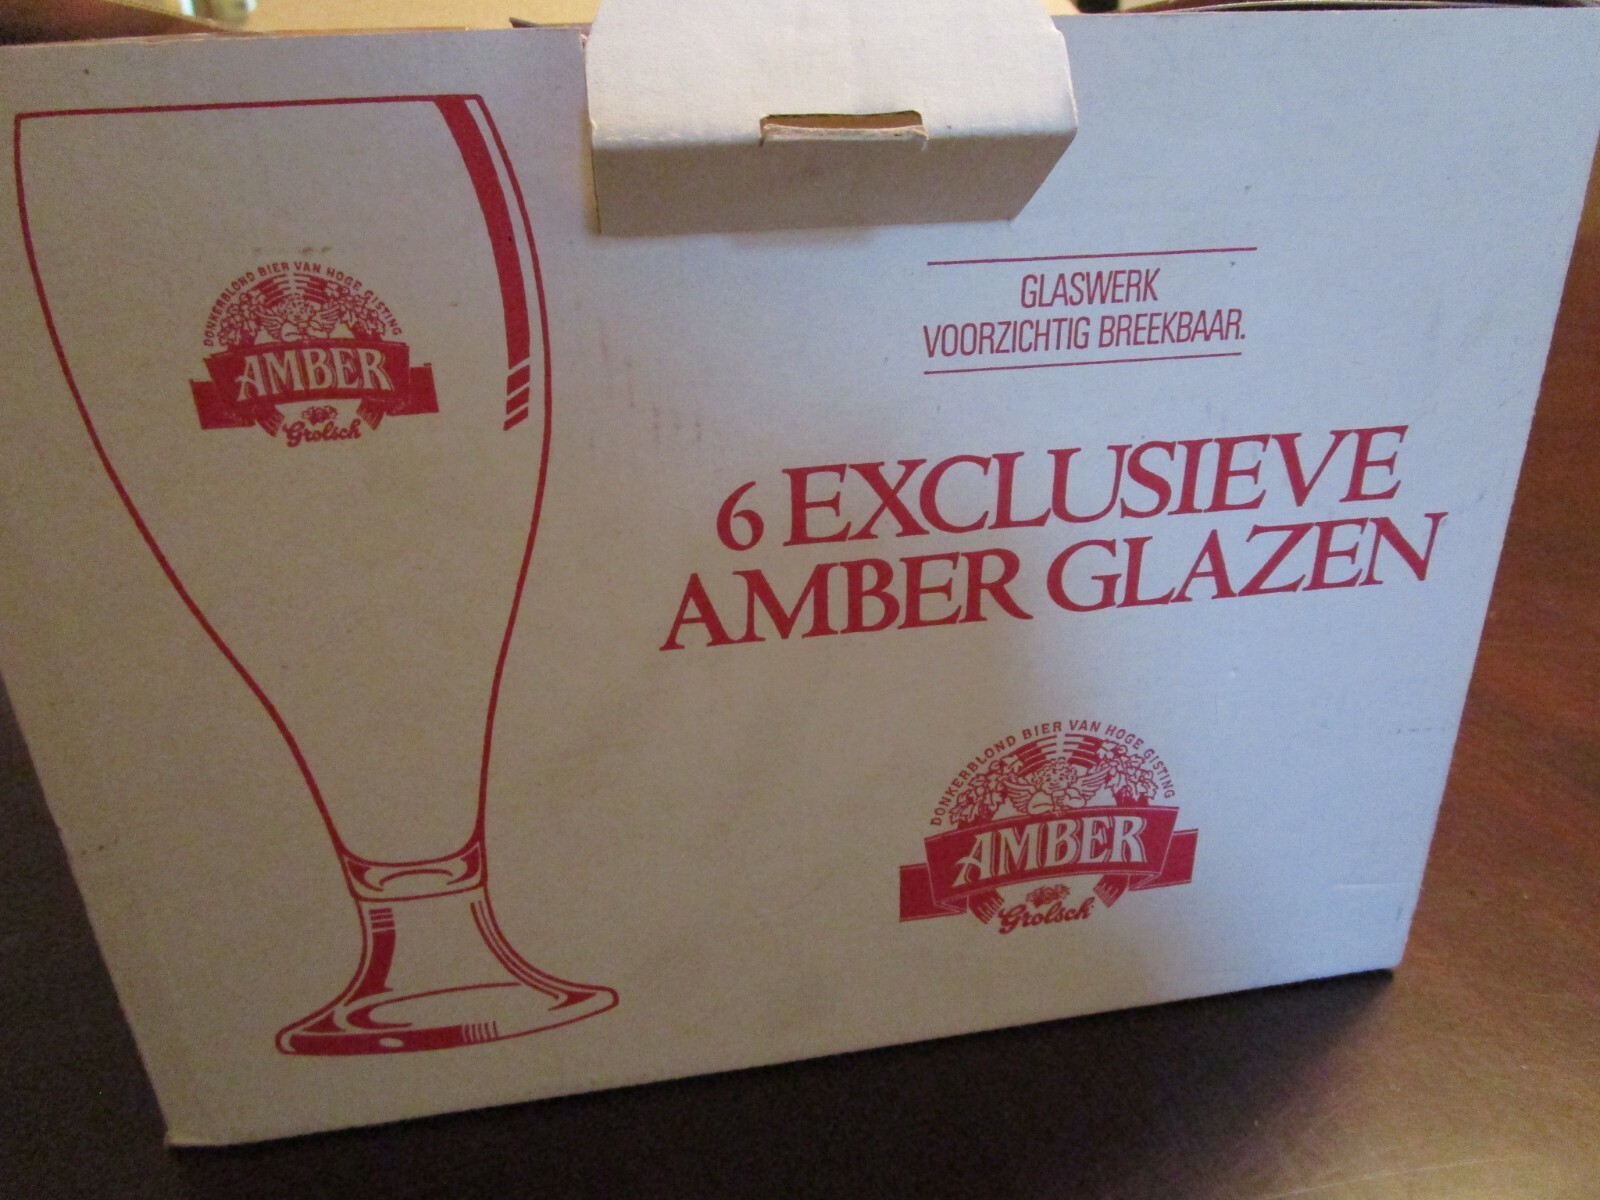 DONKERBLOND BIER VAN HOGE GISTING
AMBER
Grolsch
GLASWERK
VOORZICHTIG BREEKBAAR.
6 EXCLUSIEVE
AMBER GLAZEN
DONKERBLOND BIER VAN HOGE GISTING
AMBER
Grolsch